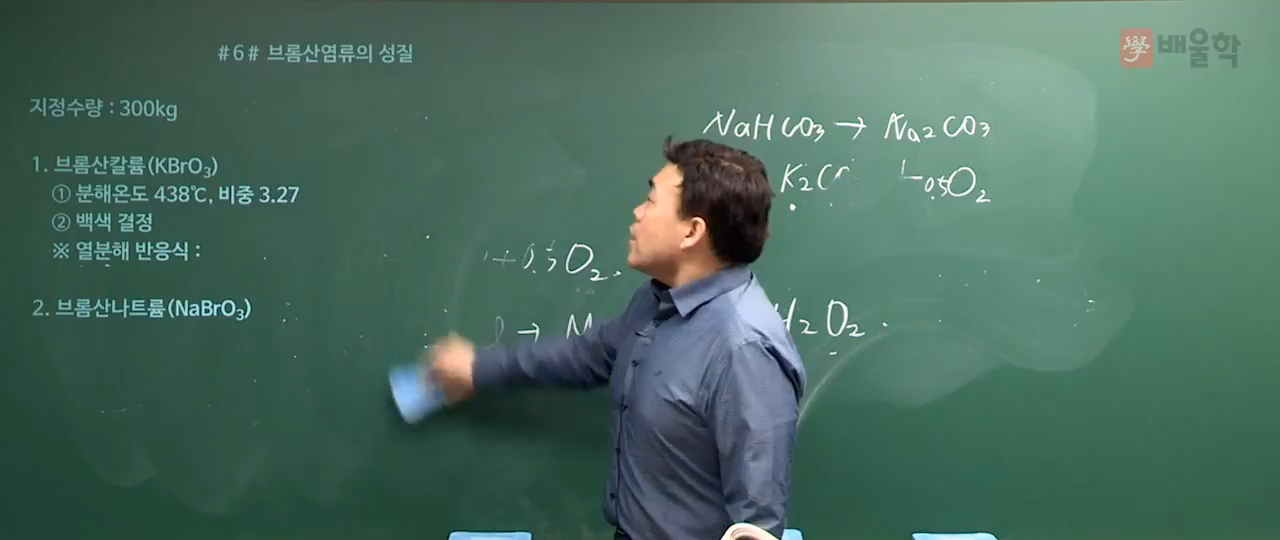 #6# 브롬산염류의 성질
學 배울학
지정수량 : 300kg
1. 브롬산칼륨(KBrO₃)
① 분해온도 438℃, 비중 3.27
② 백색 결정
※ 열분해 반응식 :
2. 브롬산나트륨(NaBrO₃)
NaHCO₃ → Na₂CO₃
K₂C
0.5O₂
+0.5O₂
→ M
H₂O₂